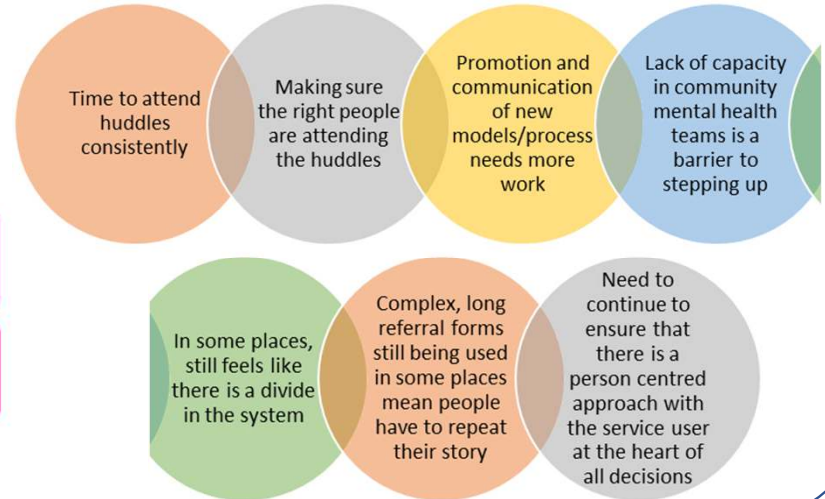 Time to attend
huddles
consistently
Making sure
the right people
are attending
the huddles
Promotion and
communication
of new
models/process
needs more
work
Lack of capacity
in community
mental health
teams is a
barrier to
stepping up
In some places,
still feels like
there is a divide
in the system
Complex, long
referral forms
still being used
in some places
mean people
have to repeat
their story
Need to
continue to
ensure that
there is a
person centred
approach with
the service user
at the heart of
all decisions